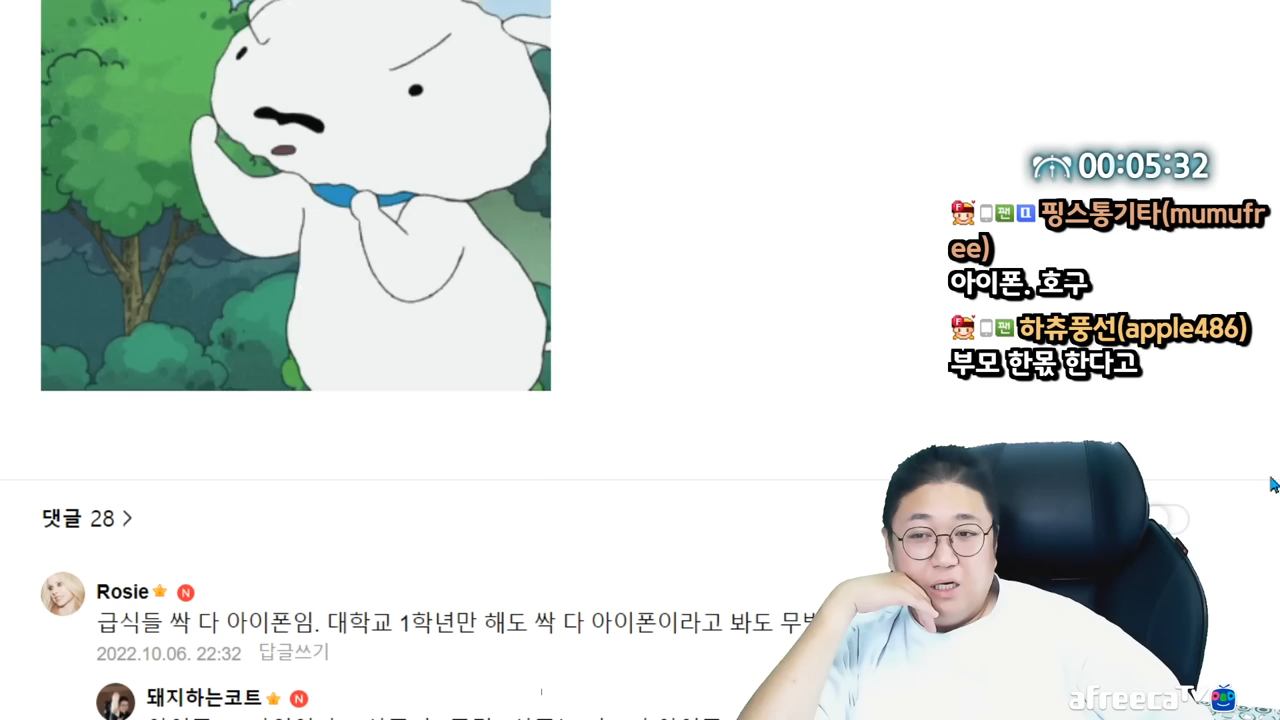 00:05:32
핑스통기타(mumufr
ee)
아이폰. 호구
하츄풍선(apple486)
부모 한몫 한다고
댓글 28 >
Rosie N
급식들 싹 다 아이폰임. 대학교 1학년만 해도 싹 다 아이폰이라고 봐도
2022.10.06. 22:32 답글쓰기
돼지하는코트 N
afreecaTV